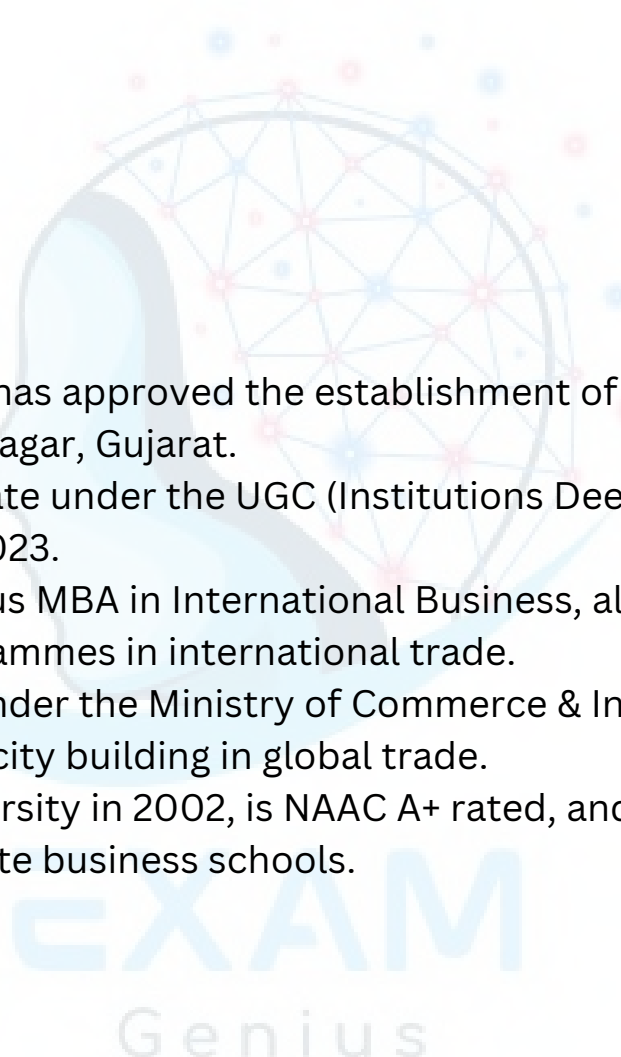 has approved the establishment of
agar, Gujarat.
te under the UGC (Institutions Dee
023.
us MBA in International Business, al
ammes in international trade.
nder the Ministry of Commerce & In
city building in global trade.
rsity in 2002, is NAAC A+ rated, and
te business schools.
EXAM
Genius